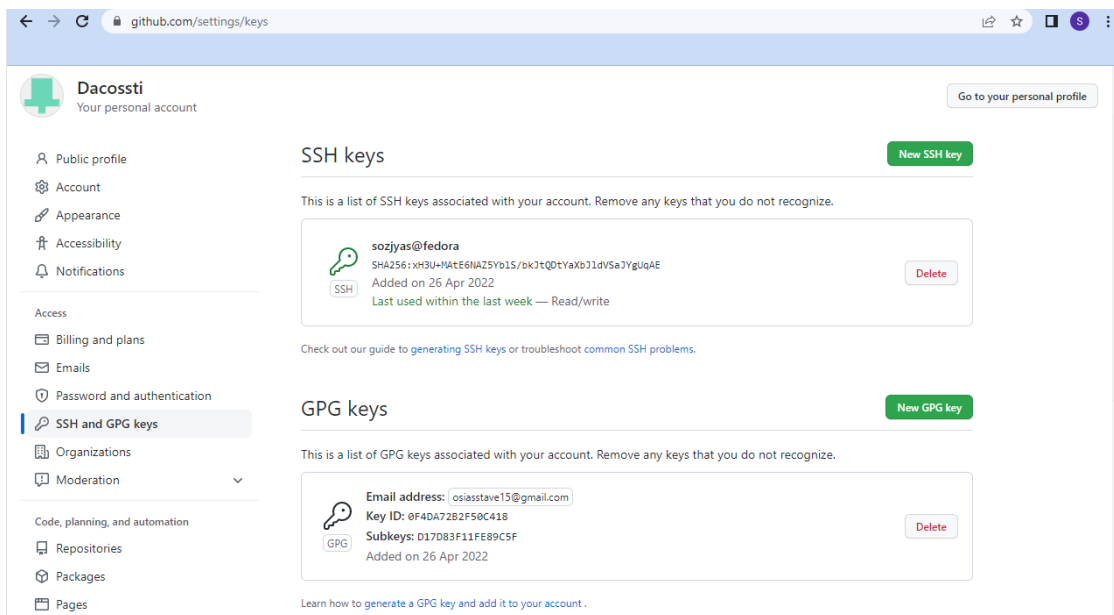 github.com/settings/keys
S
Dacossti
Your personal account
Go to your personal profile
Public profile
Account
Appearance
Accessibility
Notifications
Access
Billing and plans
Emails
Password and authentication
SSH and GPG keys
Organizations
Moderation
Code, planning, and automation
Repositories
Packages
Pages
SSH keys
New SSH key
This is a list of SSH keys associated with your account. Remove any keys that you do not recognize.
sozjyas@fedora
SHA256:xH3U+MAtE6NAZ5YblS/bkJtQDtYaXbJldVSaJYgUqAE
SSH
Added on 26 Apr 2022
Last used within the last week — Read/write
Delete
Check out our guide to generating SSH keys or troubleshoot common SSH problems.
GPG keys
New GPG key
This is a list of GPG keys associated with your account. Remove any keys that you do not recognize.
Email address: osiasstave15@gmail.com
Key ID: 0F4DA72B2F50C418
GPG
Subkeys: D17D83F11FE89C5F
Added on 26 Apr 2022
Delete
Learn how to generate a GPG key and add it to your account .